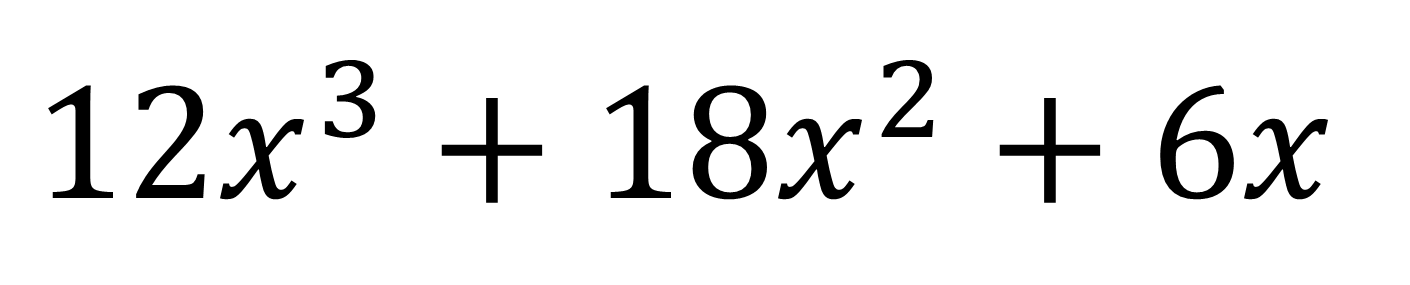 12x³ + 18x² + 6x